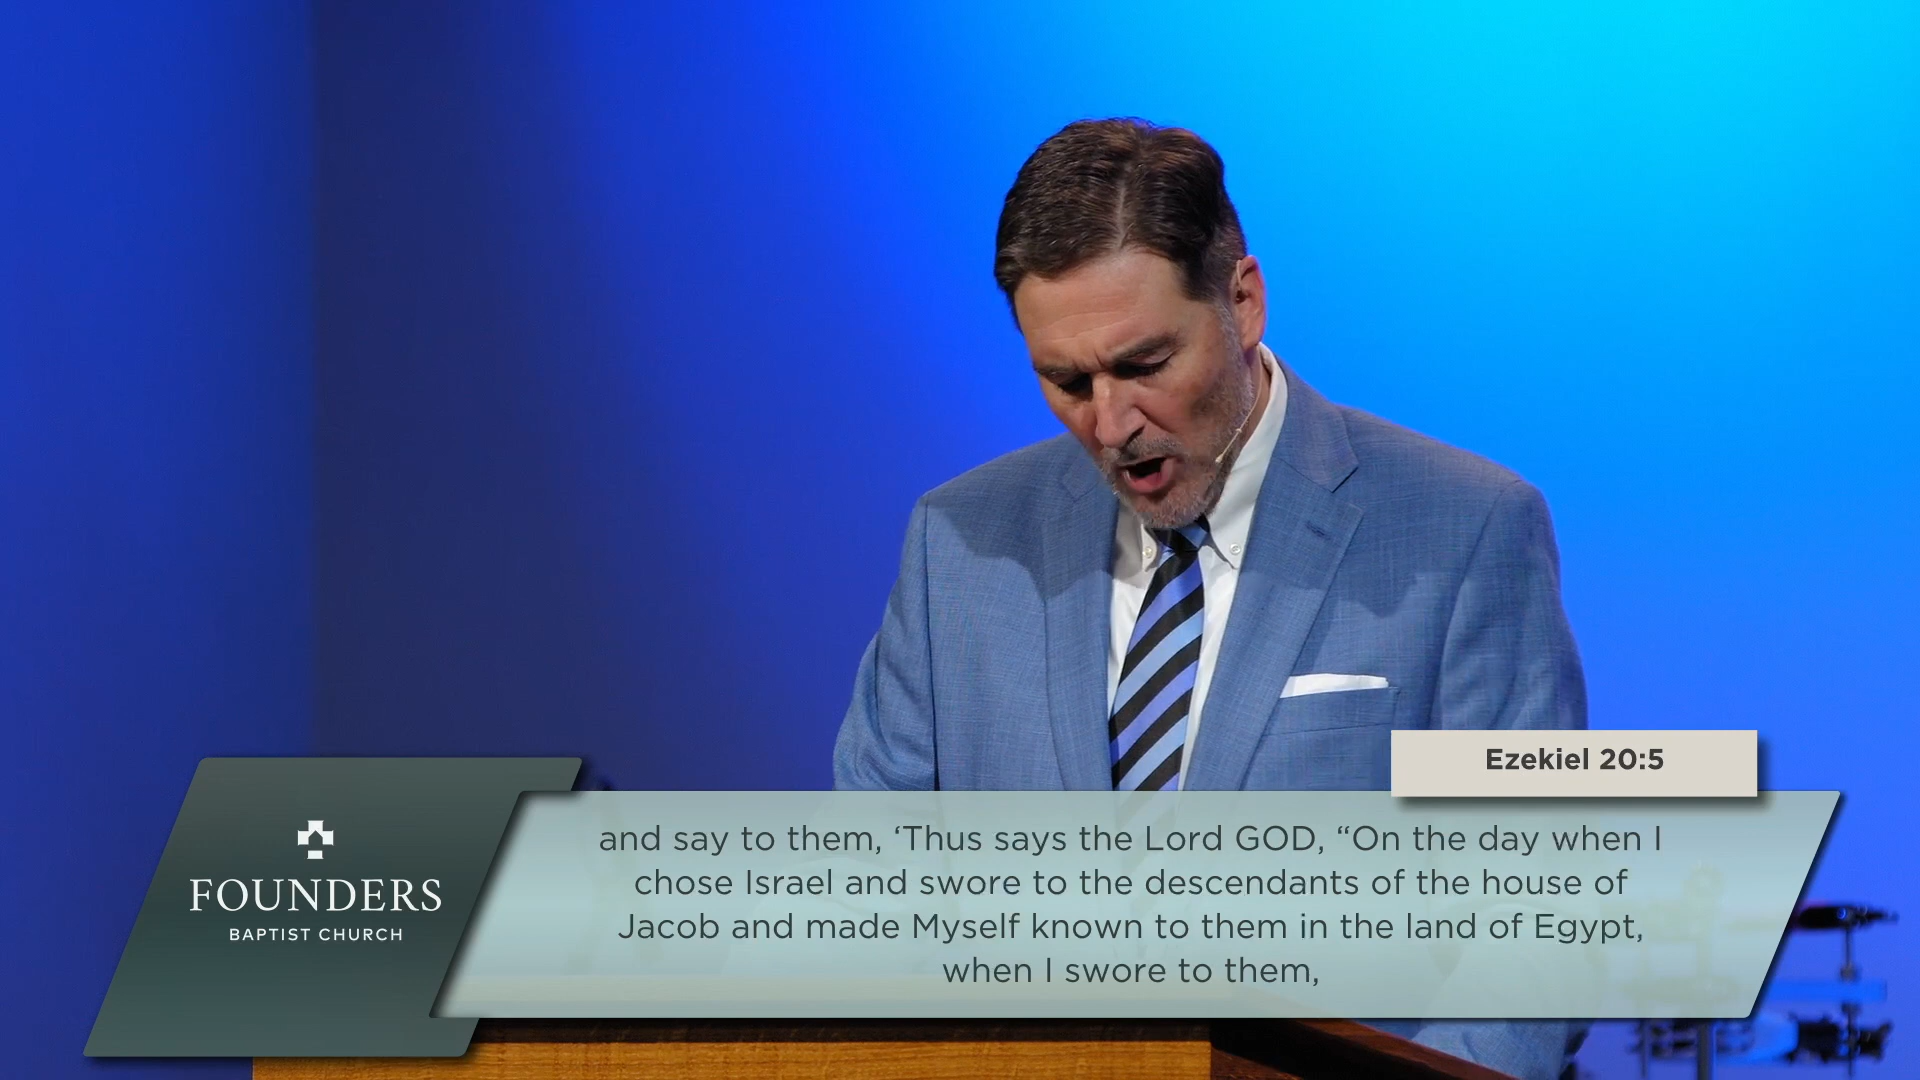 Ezekiel 20:5
and say to them, ‘Thus says the Lord GOD, “On the day when I
chose Israel and swore to the descendants of the house of
Jacob and made Myself known to them in the land of Egypt,
when I swore to them,
FOUNDERS
BAPTIST CHURCH